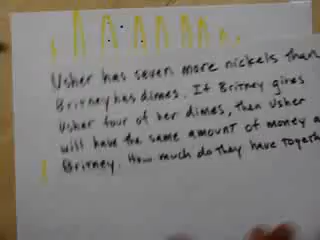 Usher has seven more nickels than
Britney has dimes. If Britney gives
Usher four of her dimes, then Usher
will have the same amount of money a
Britney. How much do they have togeth